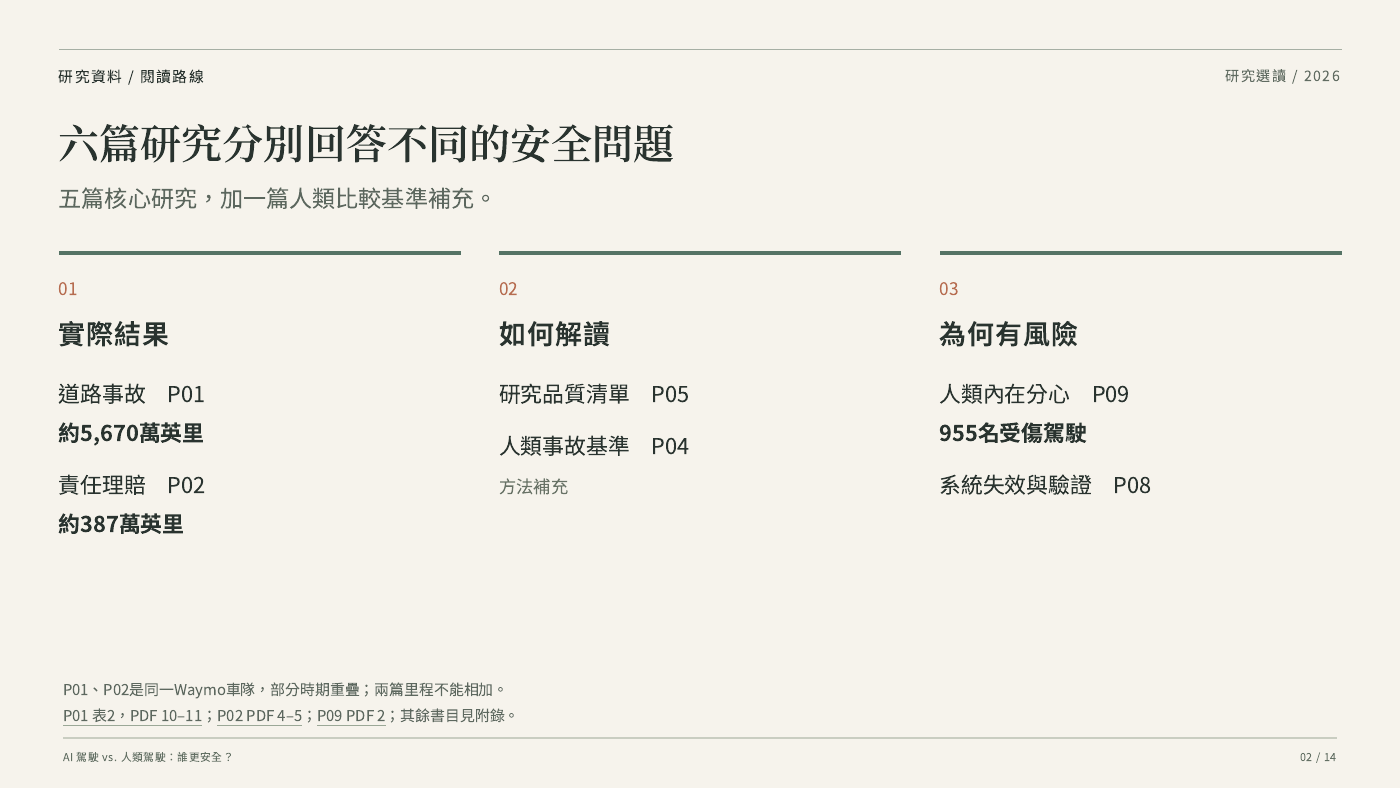 研究資料 / 閱讀路線
研究選讀 / 2026
六篇研究分別回答不同的安全問題
五篇核心研究，加一篇人類比較基準補充。
01
實際結果
道路事故　P01
約5,670萬英里
責任理賠　P02
約387萬英里
02
如何解讀
研究品質清單　P05
人類事故基準　P04
方法補充
03
為何有風險
人類內在分心　P09
955名受傷駕駛
系統失效與驗證　P08
P01、P02是同一Waymo車隊，部分時期重疊；兩篇里程不能相加。
P01 表2，PDF 10–11；P02 PDF 4–5；P09 PDF 2；其餘書目見附錄。
AI 駕駛 vs. 人類駕駛：誰更安全？
02 / 14